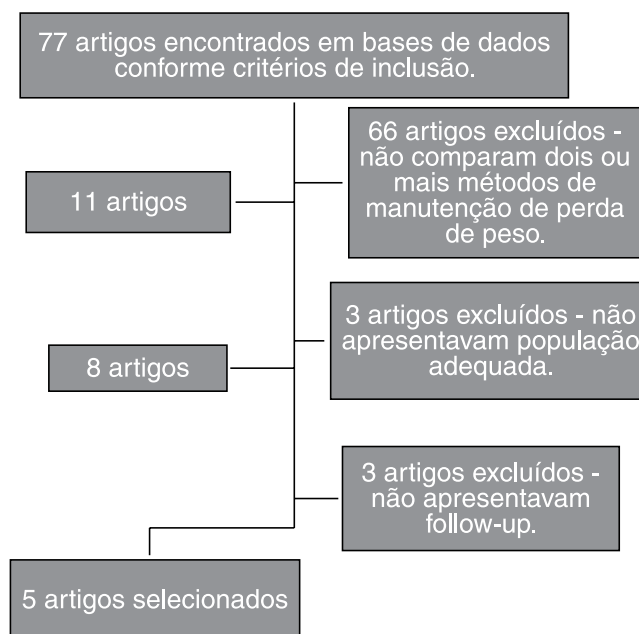 77 artigos encontrados em bases de dados
conforme critérios de inclusão.
66 artigos excluídos -
não comparam dois ou
mais métodos de
manutenção de perda
de peso.
11 artigos
3 artigos excluídos - não
apresentavam população
adequada.
8 artigos
3 artigos excluídos -
não apresentavam
follow-up.
5 artigos selecionados